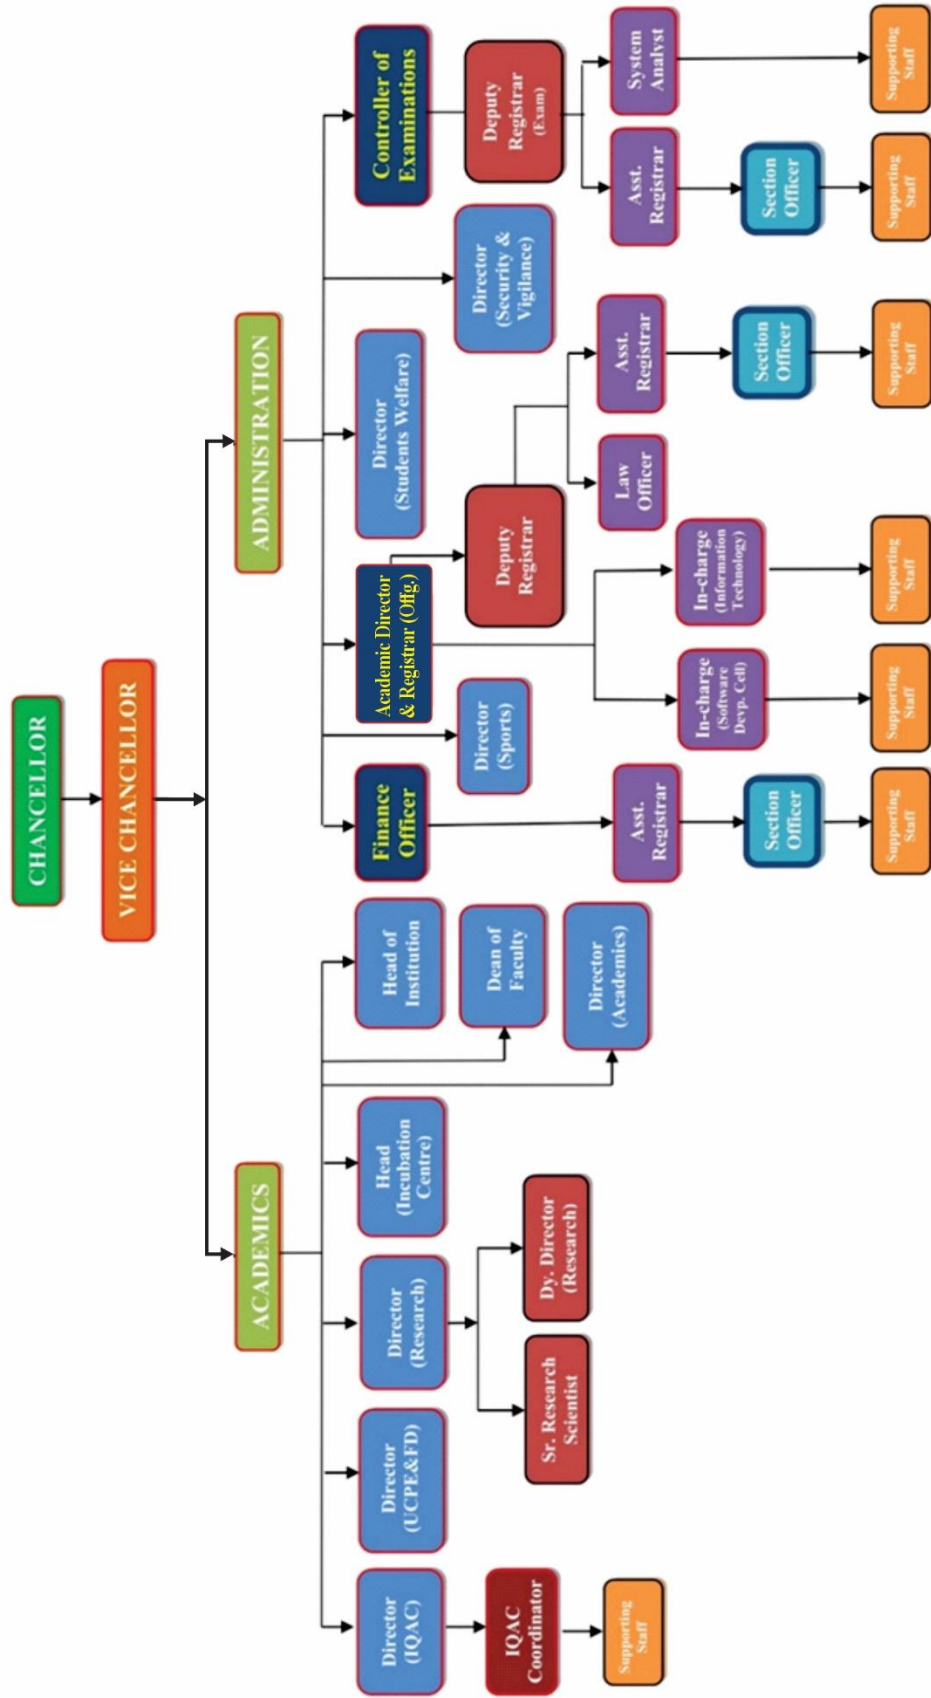 CHANCELLOR
VICE CHANCELLOR
ACADEMICS
ADMINISTRATION
Director
(IQAC)
Director
(UCPE&FD)
Director
(Research)
Head
(Incubation
Centre)
Head of
Institution
Dean of
Faculty
Director
(Academics)
IQAC
Coordinator
Supporting
Staff
Sr. Research
Scientist
Dy. Director
(Research)
Finance
Officer
Director
(Sports)
Academic Director
& Registrar (Offg.)
Director
(Students Welfare)
Director
(Security &
Vigilance)
Controller of
Examinations
Deputy
Registrar
Deputy
Registrar
(Exam)
Asst.
Registrar
In-charge
(Software
Devp. Cell)
In-charge
(Information
Technology)
Law
Officer
Asst.
Registrar
Asst.
Registrar
System
Analyst
Section
Officer
Section
Officer
Section
Officer
Supporting
Staff
Supporting
Staff
Supporting
Staff
Supporting
Staff
Supporting
Staff
Supporting
Staff